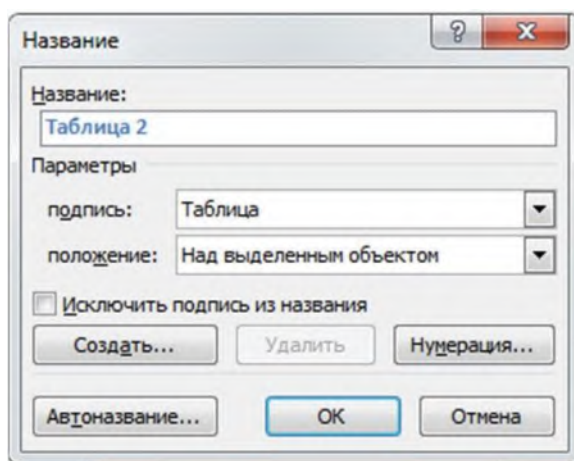 Название
Название:
Таблица 2
Параметры
подпись: Таблица
положение: Над выделенным объектом
Исключить подпись из названия
Создать... Удалить Нумерация...
Автоназвание... ОК Отмена